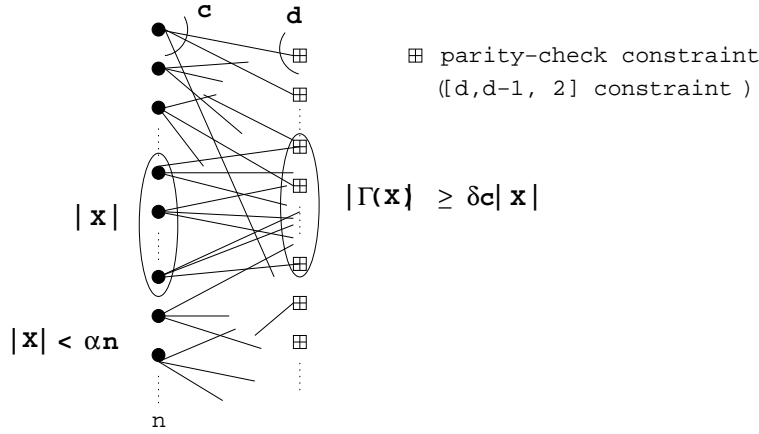 c
d
⊞ parity-check constraint
([d,d-1, 2] constraint )
|X|
|Γ(X)| ≥ δc|X|
|X| < αn
n